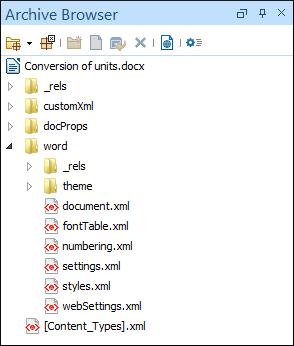 Archive Browser
Conversion of units.docx
_rels
customXml
docProps
word
_rels
theme
document.xml
fontTable.xml
numbering.xml
settings.xml
styles.xml
webSettings.xml
[Content_Types].xml